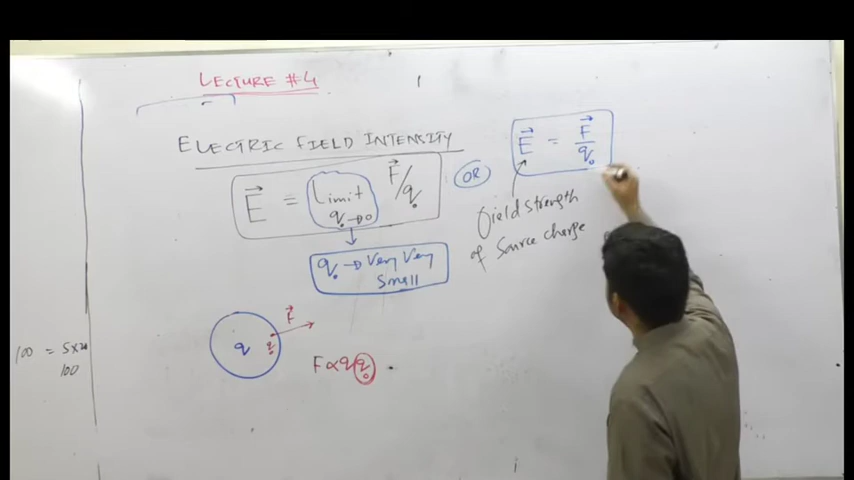 LECTURE #4
ELECTRIC FIELD INTENSITY
E⃗ = Limit q₀→0 F⃗/q₀
OR
E⃗ = F⃗/q₀
q₀ → Very Very
Small
field strength
of Source charge
q
q₀
F⃗
F ∝ q q₀
100 = 5×20
100